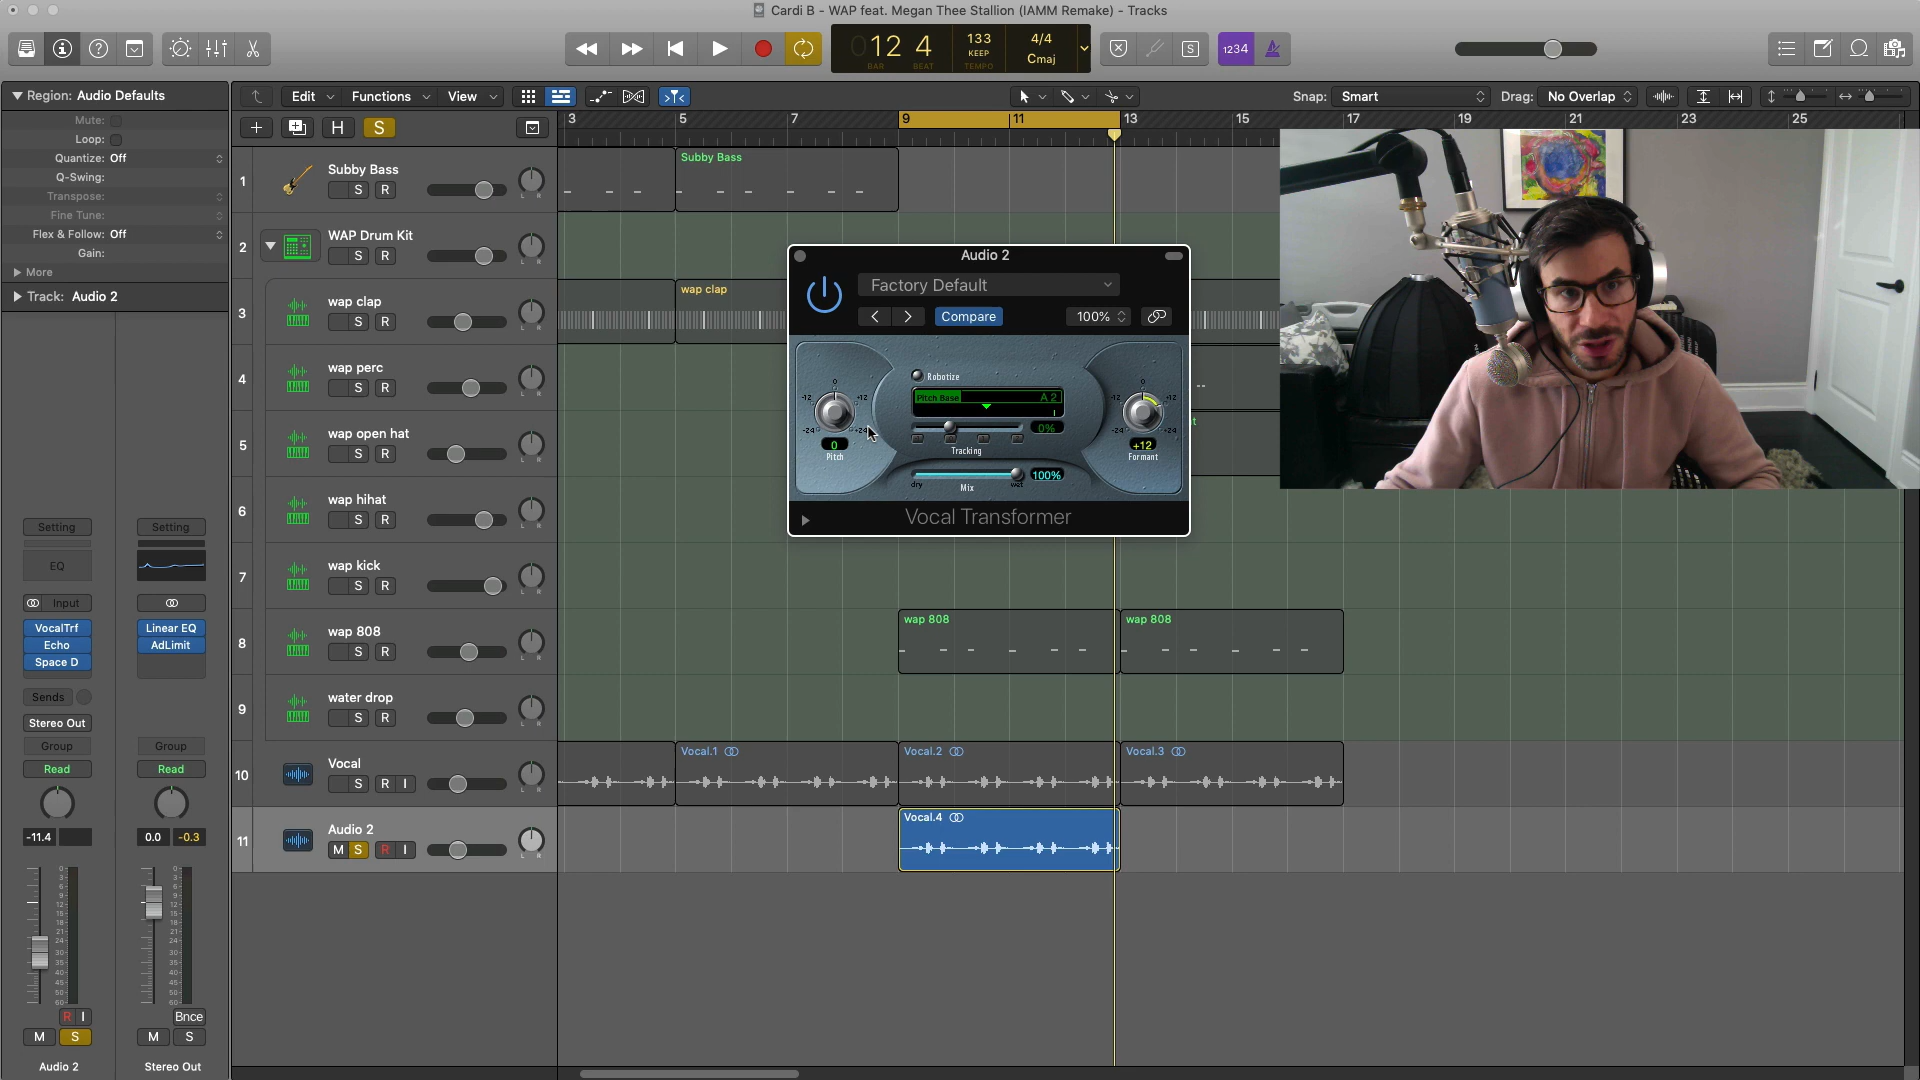 Cardi B - WAP feat. Megan Thee Stallion (IAMM Remake) - Tracks
012 4
BAR
BEAT
133
KEEP
TEMPO
4/4
Cmaj
S
1234
Region: Audio Defaults
Mute:
Loop:
Quantize: Off
Q-Swing:
Transpose:
Fine Tune:
Flex & Follow: Off
Gain:
More
Track: Audio 2
Edit
Functions
View
Snap: Smart
Drag: No Overlap
H
S
3
5
7
9
11
13
15
17
19
21
23
25
1
Subby Bass
S R
Subby Bass
2
WAP Drum Kit
S R
3
wap clap
S R
wap clap
4
wap perc
S R
5
wap open hat
S R
6
wap hihat
S R
7
wap kick
S R
8
wap 808
S R
wap 808
wap 808
9
water drop
S R
10
Vocal
S R I
Vocal.1
Vocal.2
Vocal.3
11
Audio 2
M S R I
Vocal.4
Audio 2
Factory Default
Compare
100%
Robotize
Pitch Base A 2
0%
Tracking
100%
dry
wet
Mix
0
-12
+12
-24
+24
0
Pitch
0
-12
+12
-24
-24
+12
Formant
Vocal Transformer
Setting
Setting
EQ
Input
VocalTrf
Echo
Space D
Linear EQ
AdLimit
Sends
Stereo Out
Group
Group
Read
Read
-11.4
0.0
-0.3
R I
Bnce
M S
M S
Audio 2
Stereo Out